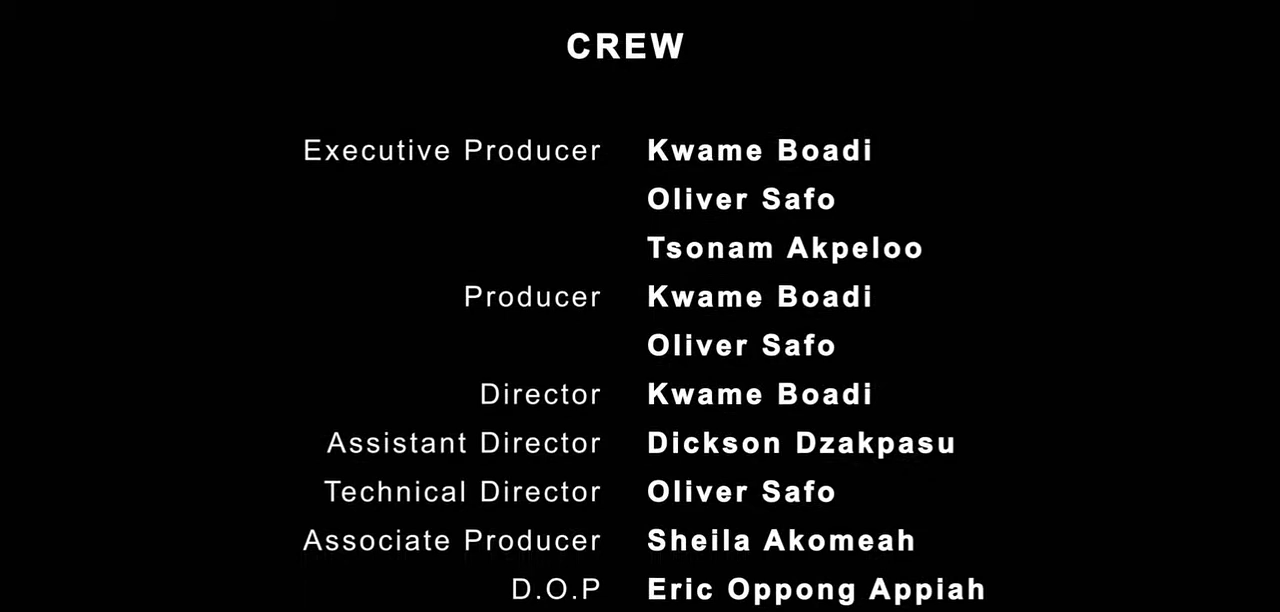 CREW
Executive Producer Kwame Boadi
Oliver Safo
Tsonam Akpeloo
Producer Kwame Boadi
Oliver Safo
Director Kwame Boadi
Assistant Director Dickson Dzakpasu
Technical Director Oliver Safo
Associate Producer Sheila Akomeah
D.O.P Eric Oppong Appiah